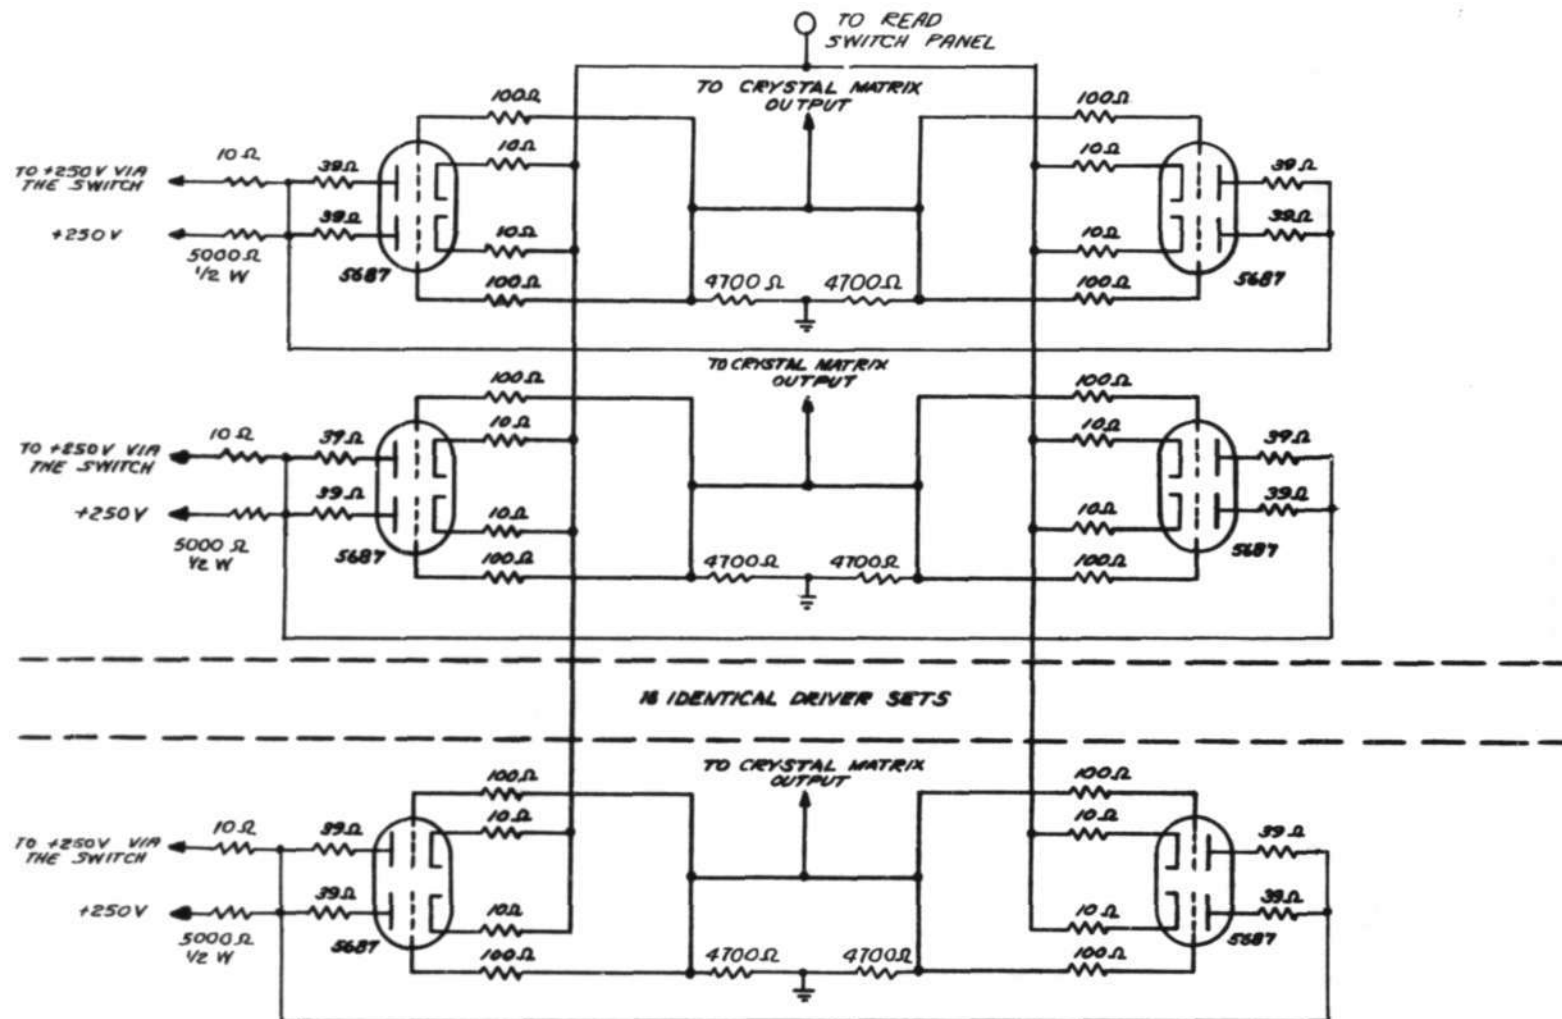 TO READ
SWITCH PANEL
TO CRYSTAL MATRIX
OUTPUT
100Ω
100Ω
10Ω
10Ω
10Ω
39Ω
39Ω
TO +250V VIA
THE SWITCH
39Ω
39Ω
+250V
10Ω
10Ω
5000Ω
1/2 W
5687
5687
100Ω
4700Ω
4700Ω
100Ω
TO CRYSTAL MATRIX
OUTPUT
100Ω
100Ω
10Ω
39Ω
10Ω
10Ω
39Ω
TO +250V VIA
THE SWITCH
39Ω
39Ω
+250V
10Ω
10Ω
5000Ω
1/2 W
5687
5687
100Ω
4700Ω
4700Ω
100Ω
IDENTICAL DRIVER SETS
TO CRYSTAL MATRIX
OUTPUT
100Ω
100Ω
10Ω
39Ω
10Ω
10Ω
39Ω
TO +250V VIA
THE SWITCH
39Ω
39Ω
+250V
10Ω
10Ω
5000Ω
1/2 W
5687
5687
100Ω
4700Ω
4700Ω
100Ω